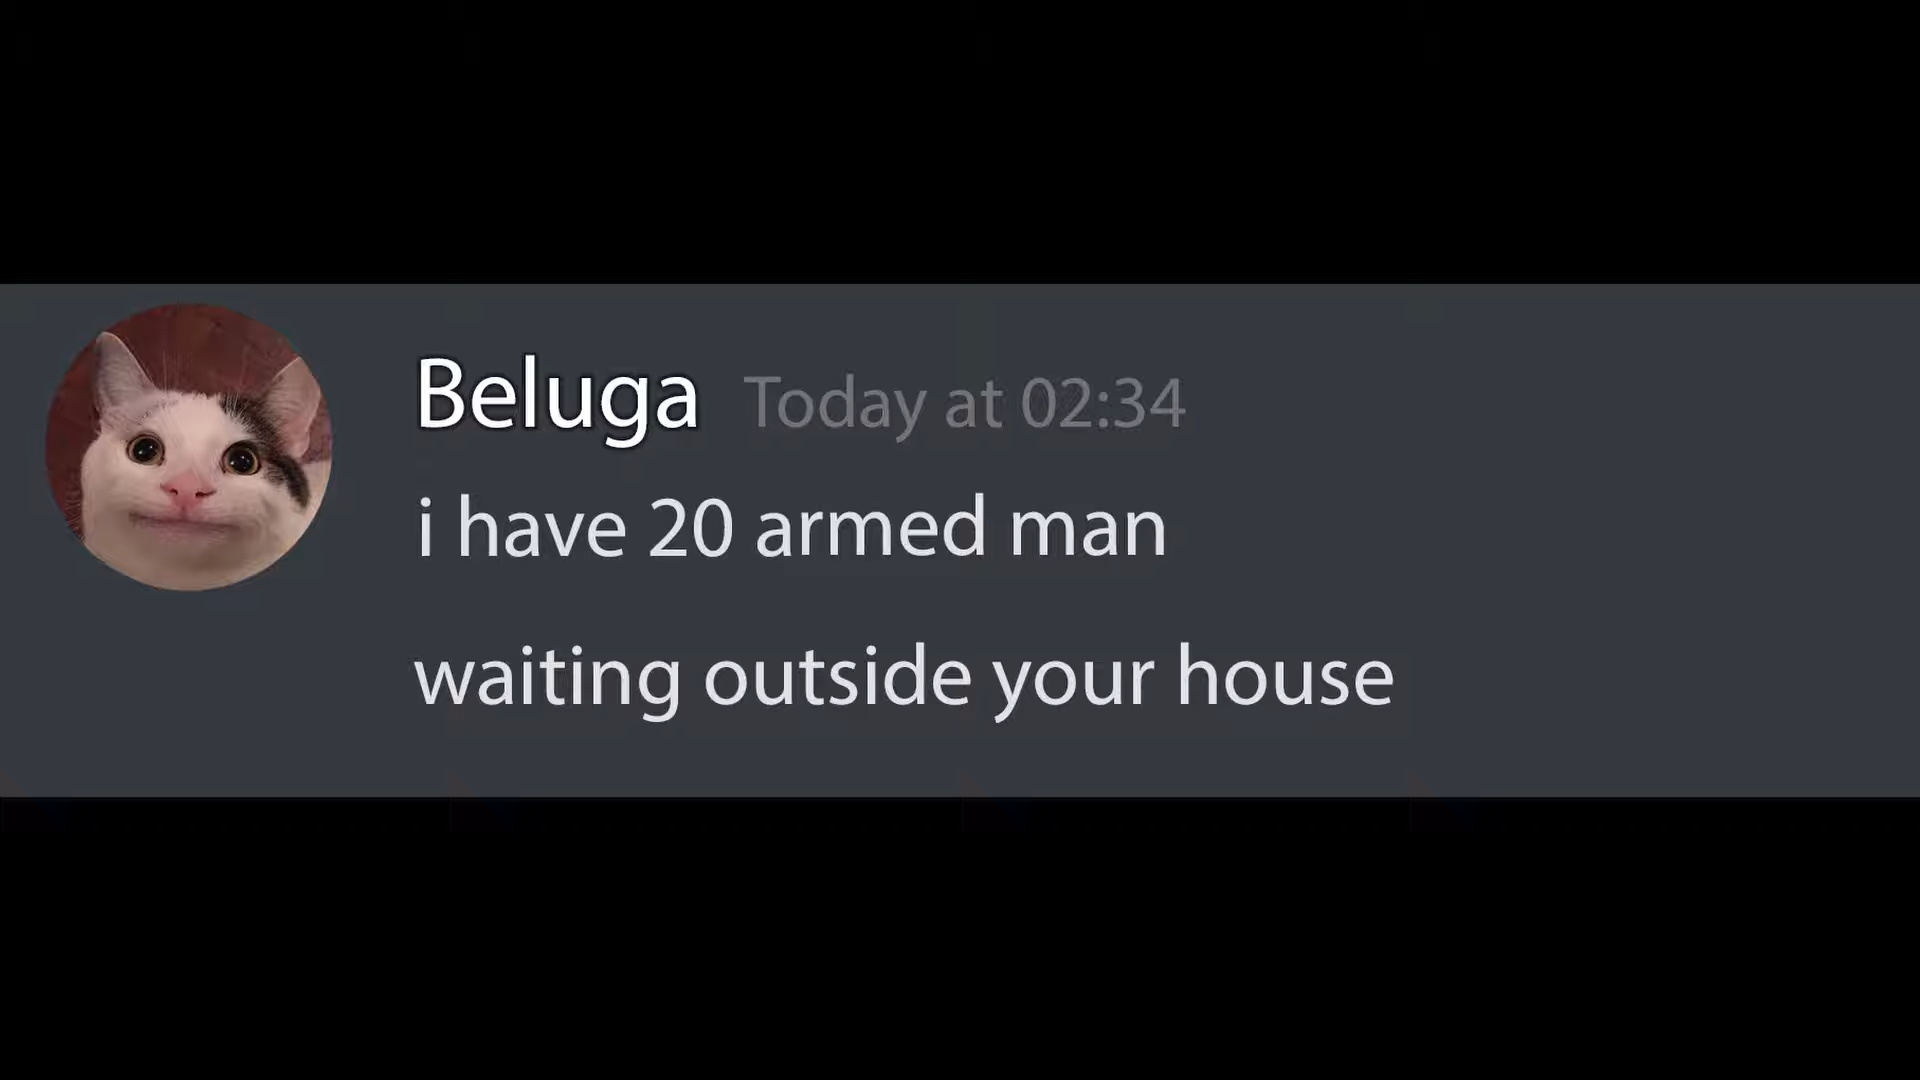 Beluga Today at 02:34
i have 20 armed man
waiting outside your house